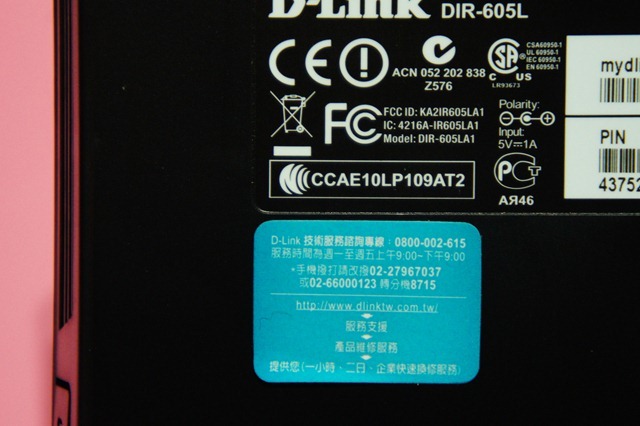 D-Link DIR-605L
CE
ACN 052 202 838
Z576
SA
C US
LR93673
CSA60950-1
UL 60950-1
IEC 60950-1
EN 60950-1
FC
FCC ID: KA2IR605LA1
IC: 4216A-IR605LA1
Model: DIR-605LA1
Polarity:
Input:
5V⎓1A
CCAE10LP109AT2
АЯ46
mydli
PIN
43752
D-Link 技術服務諮詢專線：0800-002-615
服務時間為週一至週五上午9:00~下午9:00
*手機撥打請改撥02-27967037
或02-66000123 轉分機8715
http://www.dlinktw.com.tw/
服務支援
產品維修服務
提供您(一小時、二日、企業快速換修服務)